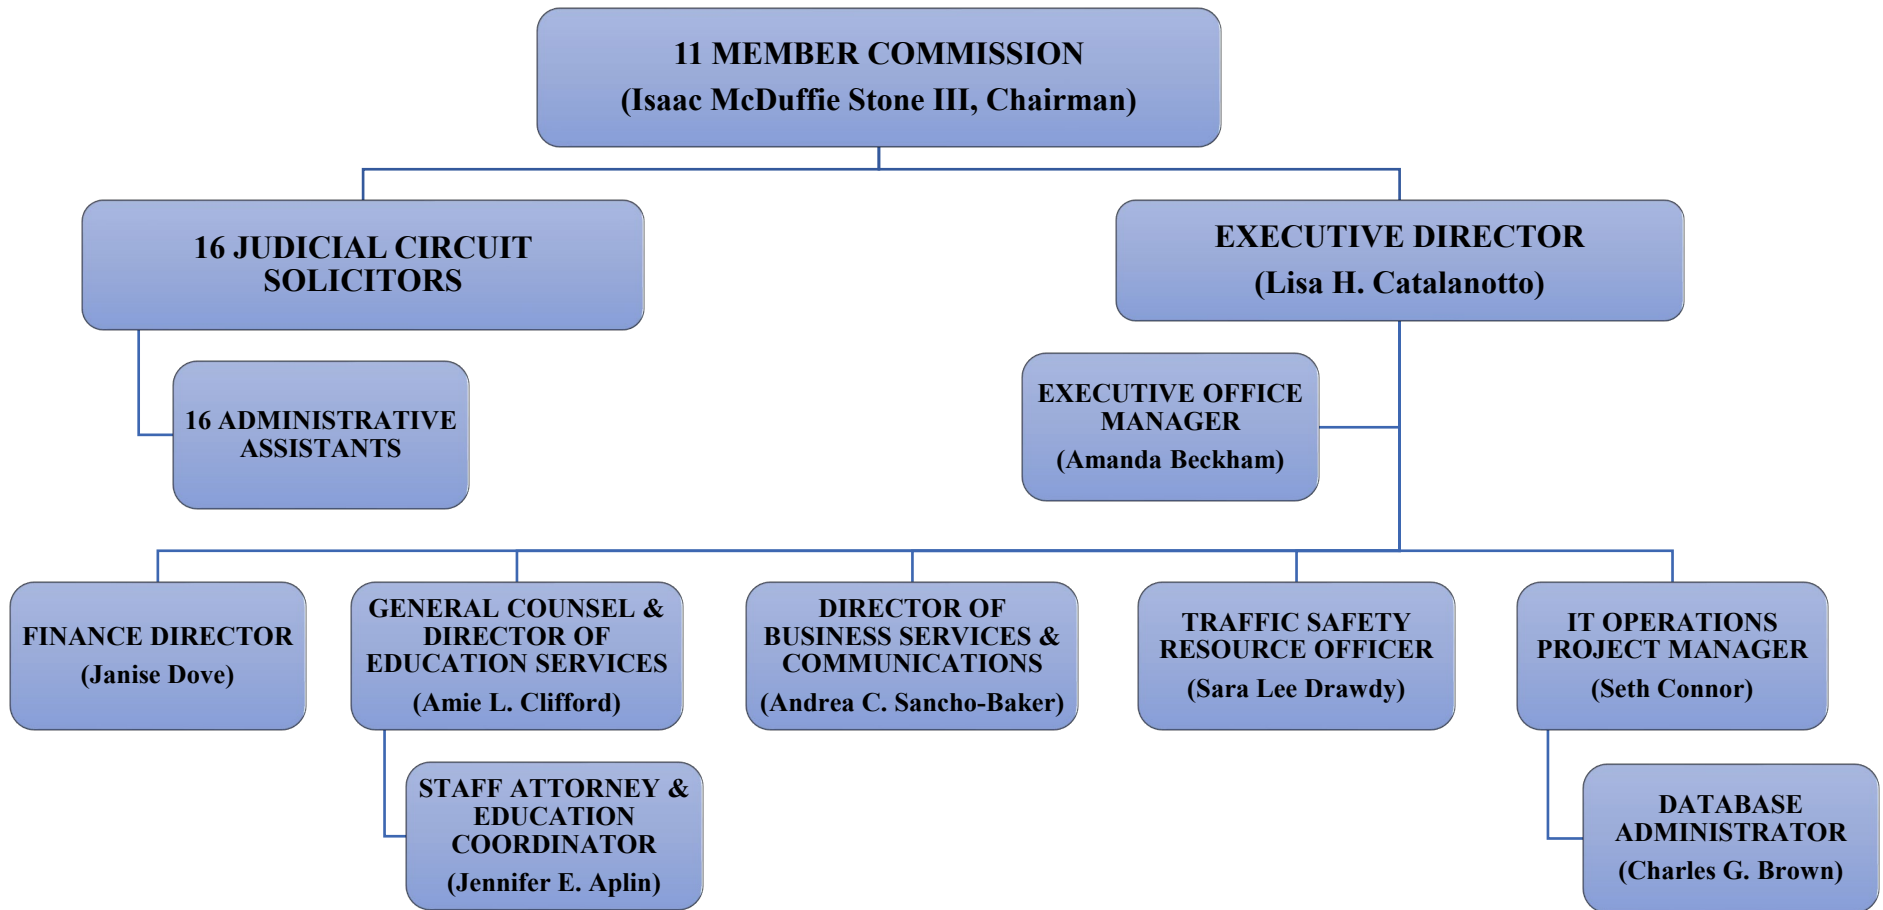 11 MEMBER COMMISSION
(Isaac McDuffie Stone III, Chairman)
16 JUDICIAL CIRCUIT
SOLICITORS
EXECUTIVE DIRECTOR
(Lisa H. Catalanotto)
16 ADMINISTRATIVE
ASSISTANTS
EXECUTIVE OFFICE
MANAGER
(Amanda Beckham)
FINANCE DIRECTOR
(Janise Dove)
GENERAL COUNSEL &
DIRECTOR OF
EDUCATION SERVICES
(Amie L. Clifford)
DIRECTOR OF
BUSINESS SERVICES &
COMMUNICATIONS
(Andrea C. Sancho-Baker)
TRAFFIC SAFETY
RESOURCE OFFICER
(Sara Lee Drawdy)
IT OPERATIONS
PROJECT MANAGER
(Seth Connor)
STAFF ATTORNEY &
EDUCATION
COORDINATOR
(Jennifer E. Aplin)
DATABASE
ADMINISTRATOR
(Charles G. Brown)